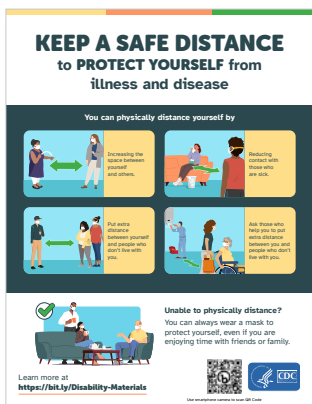 KEEP A SAFE DISTANCE
to PROTECT YOURSELF from
illness and disease
You can physically distance yourself by
Increasing the
space between
yourself
and others.
Reducing
contact with
those who
are sick.
Put extra
distance
between yourself
and people who
don't live with
you.
Ask those who
help you to put
extra distance
between you and
people who don't
live with you.
Unable to physically distance?
You can always wear a mask to
protect yourself, even if you are
enjoying time with friends or family.
Learn more at
https://bit.ly/Disability-Materials
CDC
Use smartphone camera to scan QR Code